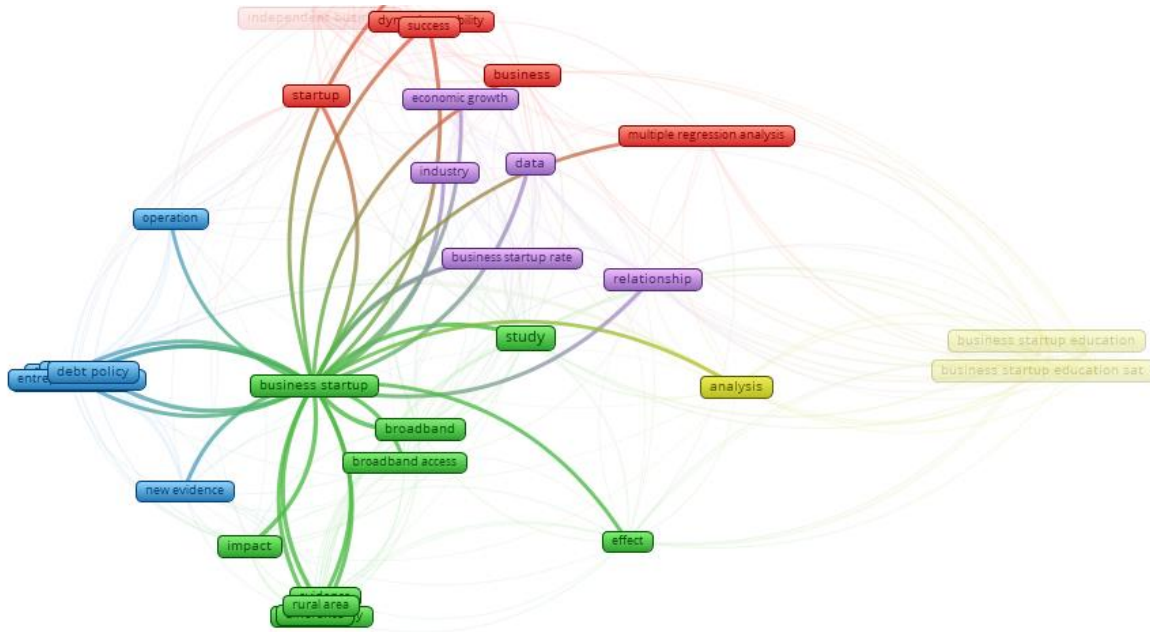 independent
success
business
startup
economic growth
multiple regression analysis
data
industry
operation
business startup rate
relationship
study
business startup education
debt policy
business startup
business startup education sat
analysis
broadband
broadband access
new evidence
effect
impact
rural area